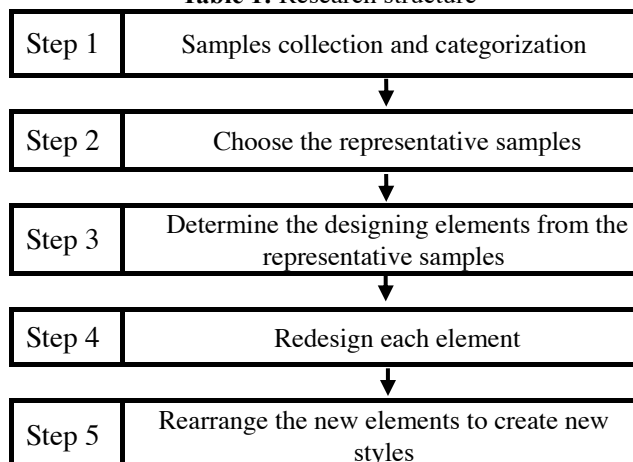 Table 1. Research structure
Step 1 Samples collection and categorization
Step 2 Choose the representative samples
Step 3 Determine the designing elements from the
representative samples
Step 4 Redesign each element
Step 5 Rearrange the new elements to create new
styles